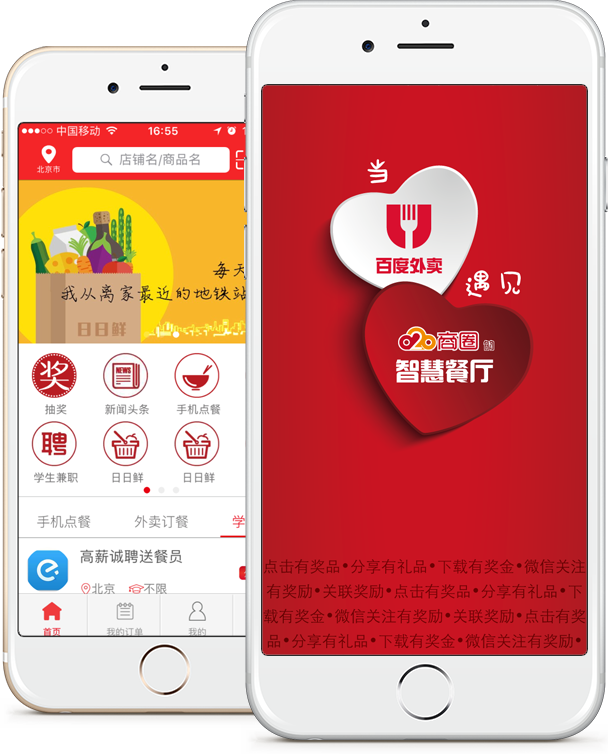 中国移动
16:55
1
北京市
店铺名/商品名
每天
我从离家最近的地铁站
日日鲜
奖
NEWS
抽奖
新闻头条
手机点餐
聘
学生兼职
日日鲜
日日鲜
手机点餐
外卖订餐
学
高薪诚聘送餐员
北京
不限
首页
我的订单
我的
当
百度外卖
遇见
o2o商圈
智慧餐厅
点击有奖品•分享有礼品•下载有奖金•微信关注
有奖励•关联奖励•点击有奖品•分享有礼品•下
载有奖金•微信关注有奖励•关联奖励•点击有奖
品•分享有礼品•下载有奖金•微信关注有奖励•